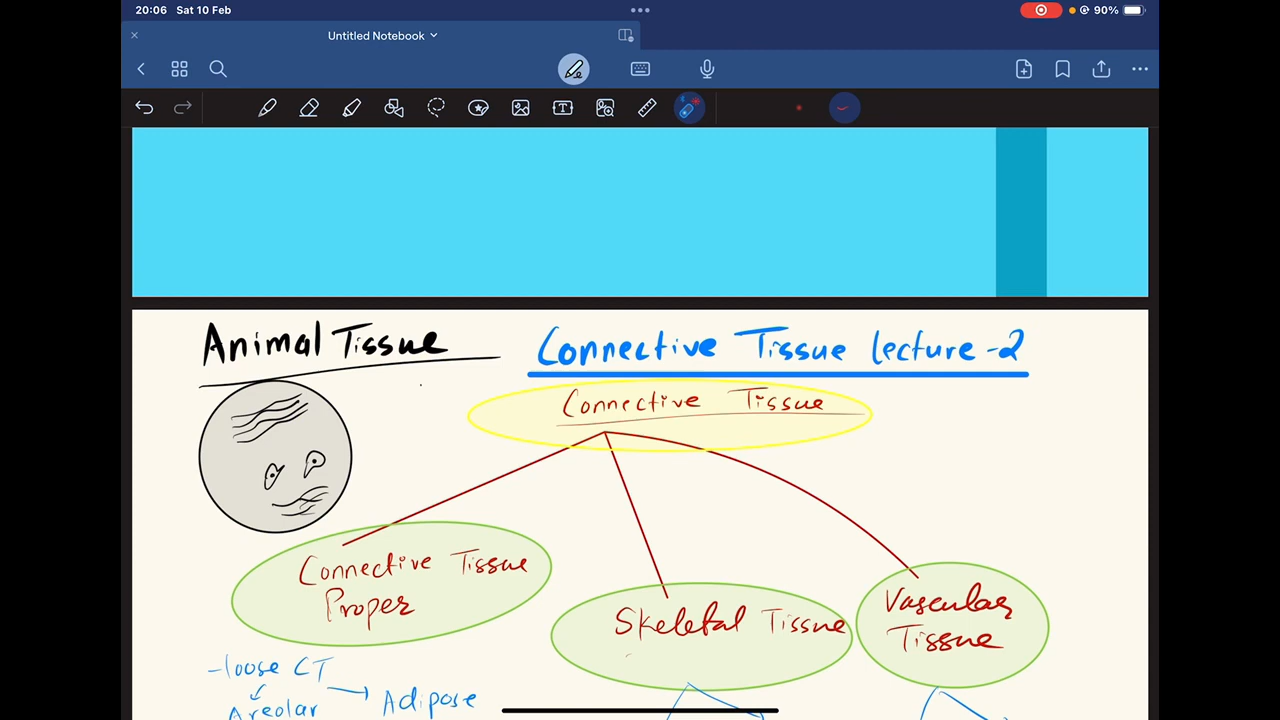 20:06 Sat 10 Feb
90%
Untitled Notebook
Animal Tissue
Connective Tissue lecture-2
Connective Tissue
Connective Tissue
Proper
Skeletal Tissue
Vascular
Tissue
-loose CT
Areolar
Adipose